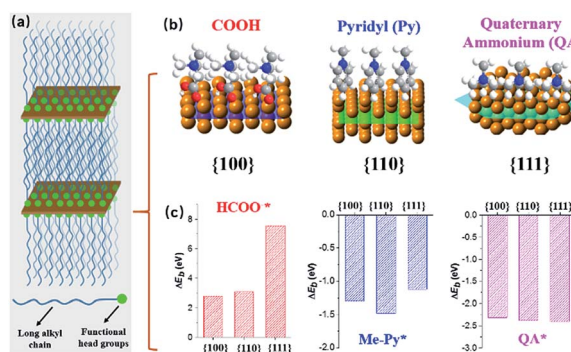 (a)
Long alkyl
chain
Functional
head groups
(b)
COOH
Pyridyl (Py)
Quaternary
Ammonium (QA
{100}
{110}
{111}
(c)
HCOO*
ΔE_b (eV)
8
6
4
2
0
{100} {110} {111}
{100} {110} {111}
ΔE_b (eV)
0.0
-0.5
-1.0
-1.5
-2.0
Me-Py*
{100} {110} {111}
ΔE_b (eV)
0.0
-0.5
-1.0
-1.5
-2.0
-2.5
-3.0
QA*